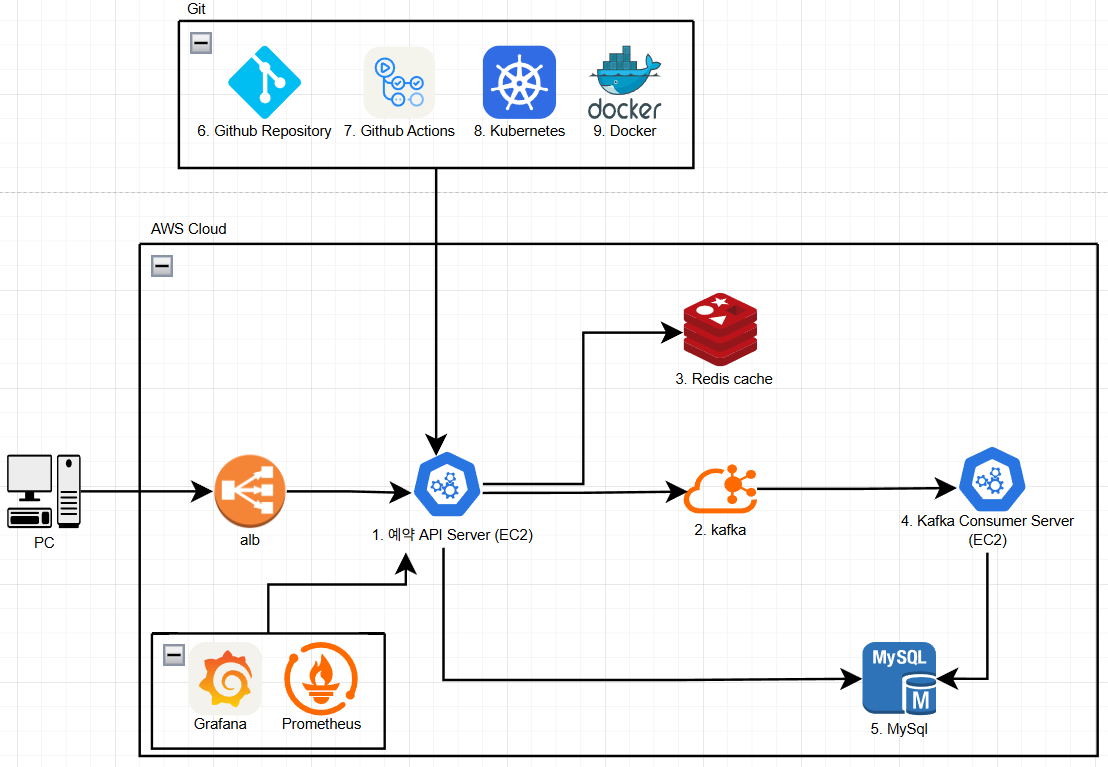 Git
docker
6. Github Repository
7. Github Actions
8. Kubernetes
9. Docker
AWS Cloud
3. Redis cache
PC
alb
1. 예약 API Server (EC2)
2. kafka
4. Kafka Consumer Server
(EC2)
Grafana
Prometheus
MySQL
M
5. MySql